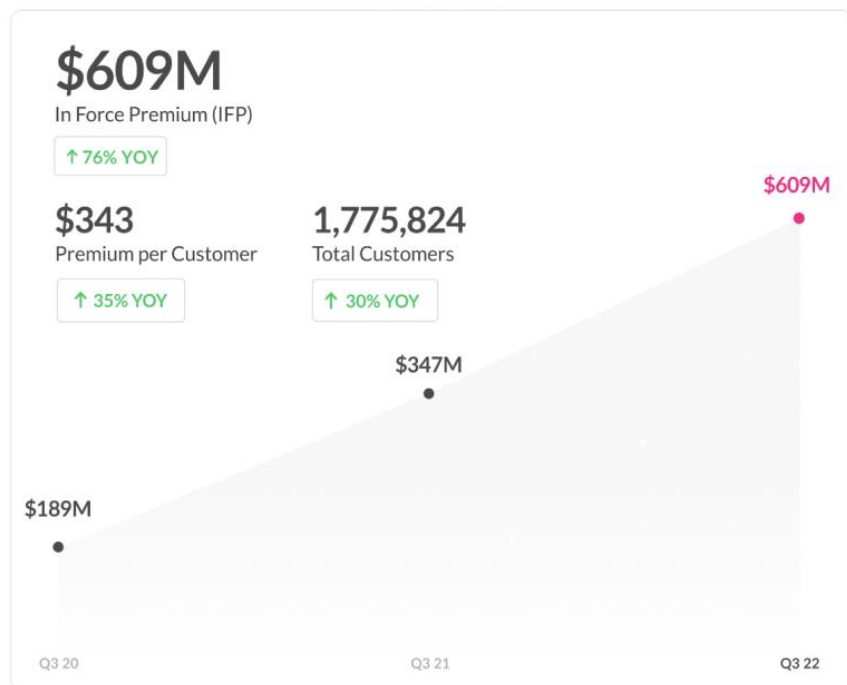 $609M
In Force Premium (IFP)
↑ 76% YOY
$343
Premium per Customer
↑ 35% YOY
1,775,824
Total Customers
↑ 30% YOY
$609M
$347M
$189M
Q3 20
Q3 21
Q3 22